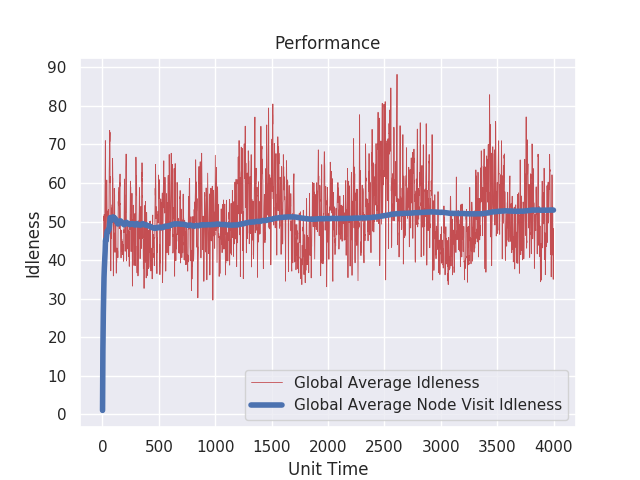 Performance
90
80
70
60
50
40
30
20
10
0
Idleness
Global Average Idleness
Global Average Node Visit Idleness
0 500 1000 1500 2000 2500 3000 3500 4000
Unit Time